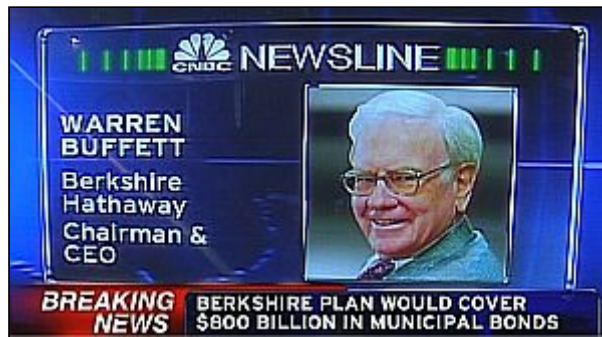 CNBC NEWSLINE
WARREN
BUFFETT
Berkshire
Hathaway
Chairman &
CEO
BREAKING
NEWS
BERKSHIRE PLAN WOULD COVER
$800 BILLION IN MUNICIPAL BONDS